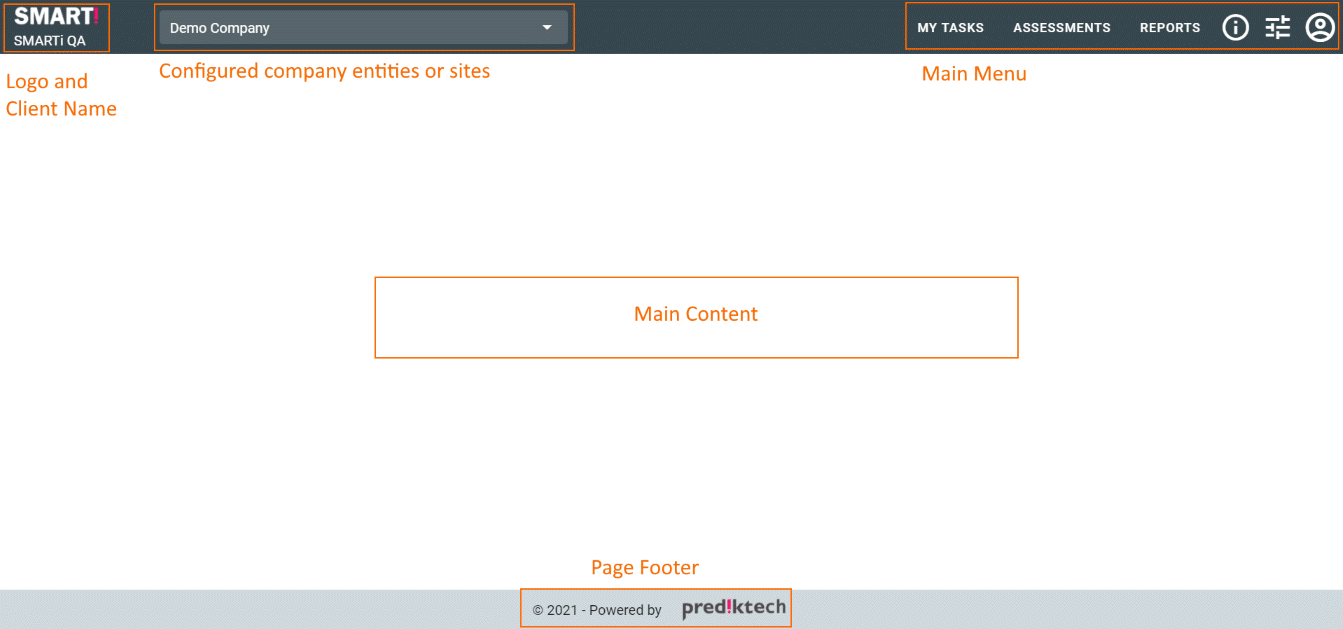 SMART!
SMARTi QA
Demo Company
MY TASKS ASSESSMENTS REPORTS
Logo and
Client Name
Configured company entities or sites
Main Menu
Main Content
Page Footer
© 2021 - Powered by pred!ktech